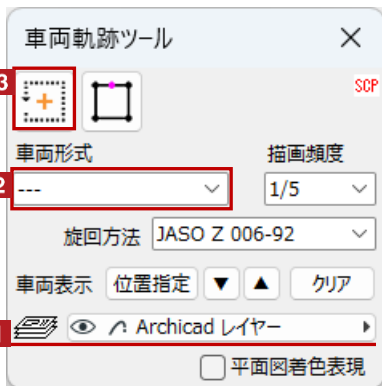 車両軌跡ツール
3
SCP
車両形式 描画頻度
2 --- 1/5
旋回方法 JASO Z 006-92
車両表示 位置指定 ▼ ▲ クリア
Archicad レイヤー
平面図着色表現